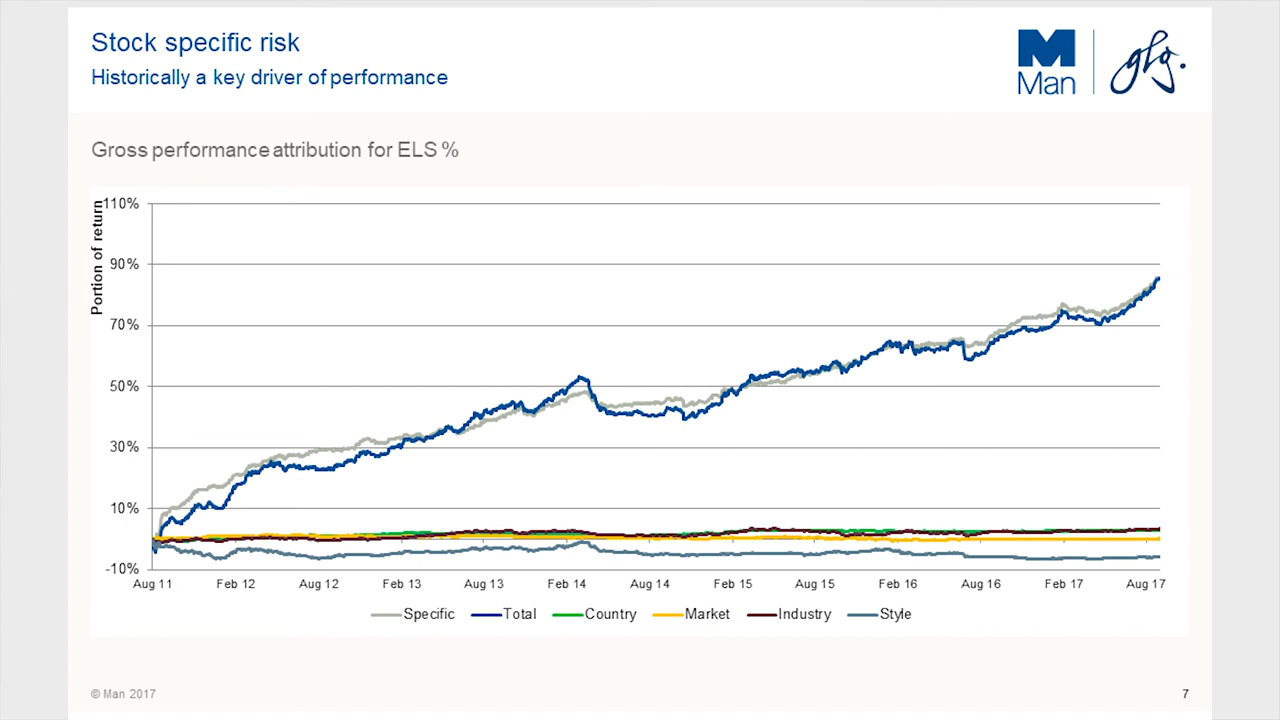 Stock specific risk
Historically a key driver of performance
Man
glg.
Gross performance attribution for ELS %
Portion of return
110%
90%
70%
50%
30%
10%
-10%
Aug 11 Feb 12 Aug 12 Feb 13 Aug 13 Feb 14 Aug 14 Feb 15 Aug 15 Feb 16 Aug 16 Feb 17 Aug 17
Specific Total Country Market Industry Style
© Man 2017
7